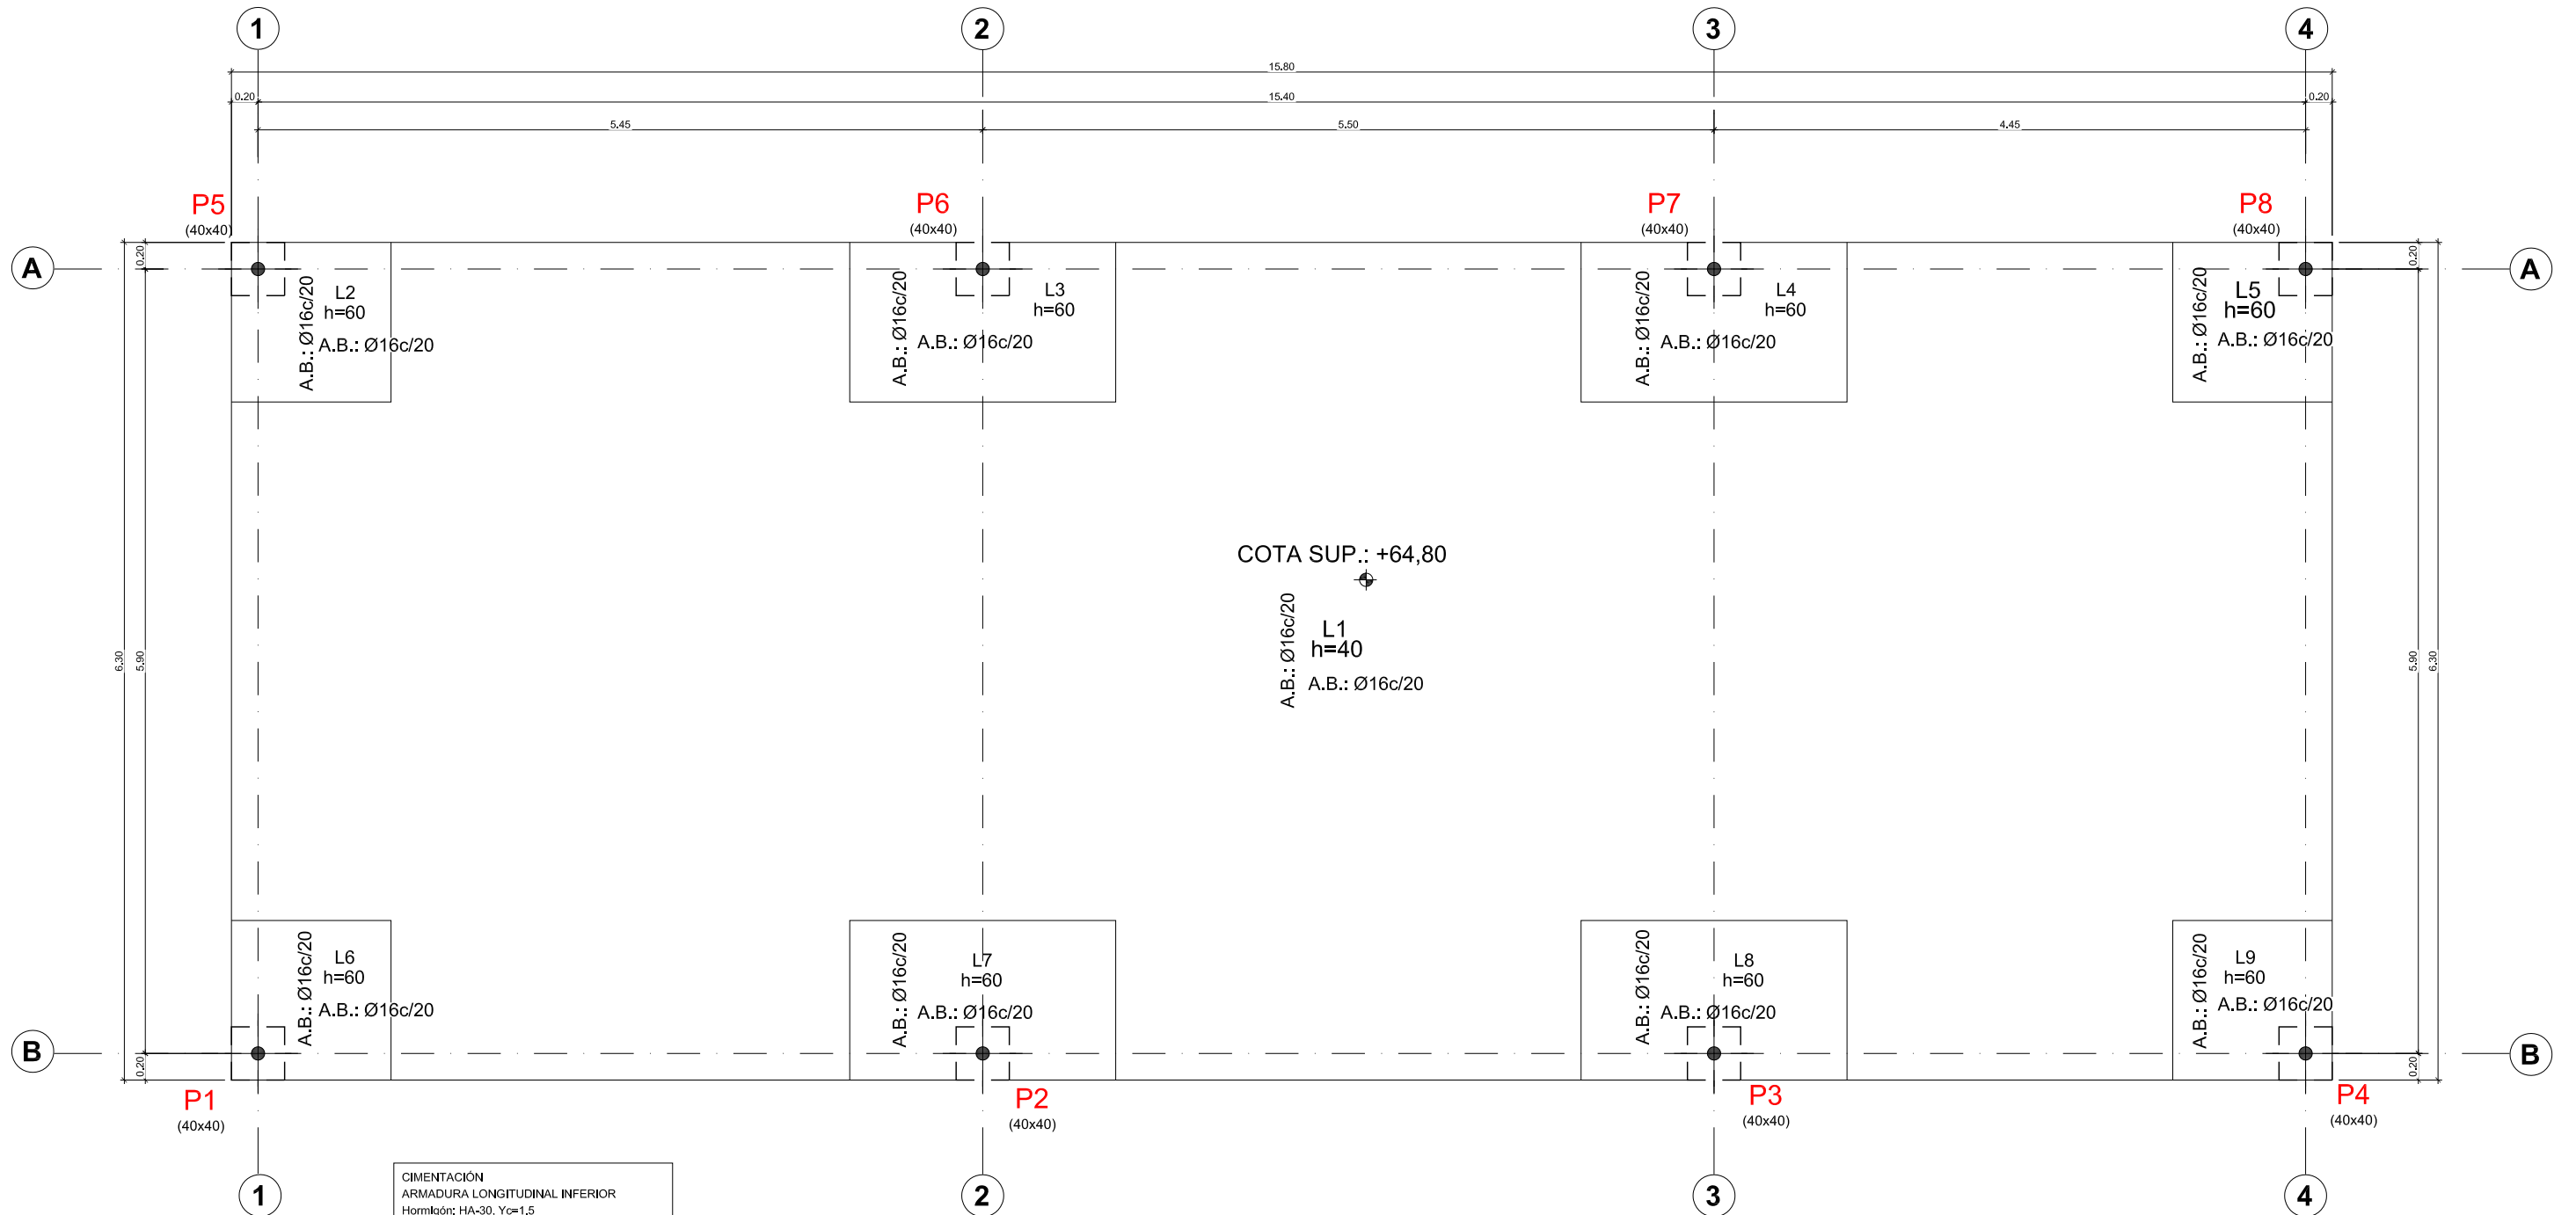 1
2
3
4
15.80
0.20
15.40
0.20
5.45
5.50
4.45
P5
(40x40)
P6
(40x40)
P7
(40x40)
P8
(40x40)
A
A
0.20
0.20
A.B.: Ø16c/20
L2
h=60
A.B.: Ø16c/20
A.B.: Ø16c/20
L3
h=60
A.B.: Ø16c/20
A.B.: Ø16c/20
L4
h=60
A.B.: Ø16c/20
A.B.: Ø16c/20
L5
h=60
A.B.: Ø16c/20
COTA SUP.: +64,80
A.B.: Ø16c/20
L1
h=40
A.B.: Ø16c/20
6.30
5.90
5.90
6.30
A.B.: Ø16c/20
L6
h=60
A.B.: Ø16c/20
A.B.: Ø16c/20
L7
h=60
A.B.: Ø16c/20
A.B.: Ø16c/20
L8
h=60
A.B.: Ø16c/20
A.B.: Ø16c/20
L9
h=60
A.B.: Ø16c/20
B
B
0.20
0.20
P1
(40x40)
P2
(40x40)
P3
(40x40)
P4
(40x40)
CIMENTACIÓN
ARMADURA LONGITUDINAL INFERIOR
Hormigón: HA-30, Yc=1,5
1
2
3
4